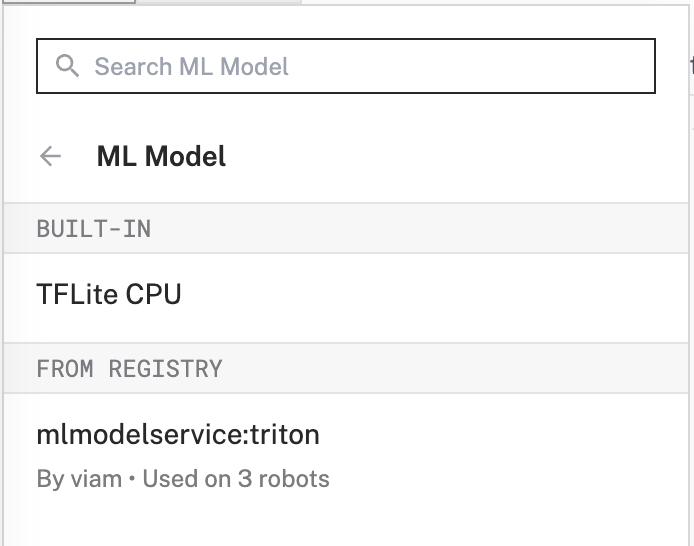 Search ML Model
ML Model
BUILT-IN
TFLite CPU
FROM REGISTRY
mlmodelservice:triton
By viam • Used on 3 robots